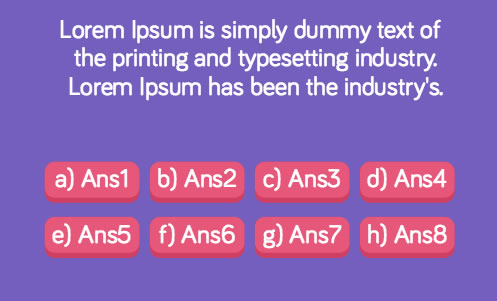 Lorem Ipsum is simply dummy text of
the printing and typesetting industry.
Lorem Ipsum has been the industry's.
a) Ans1 b) Ans2 c) Ans3 d) Ans4
e) Ans5 f) Ans6 g) Ans7 h) Ans8